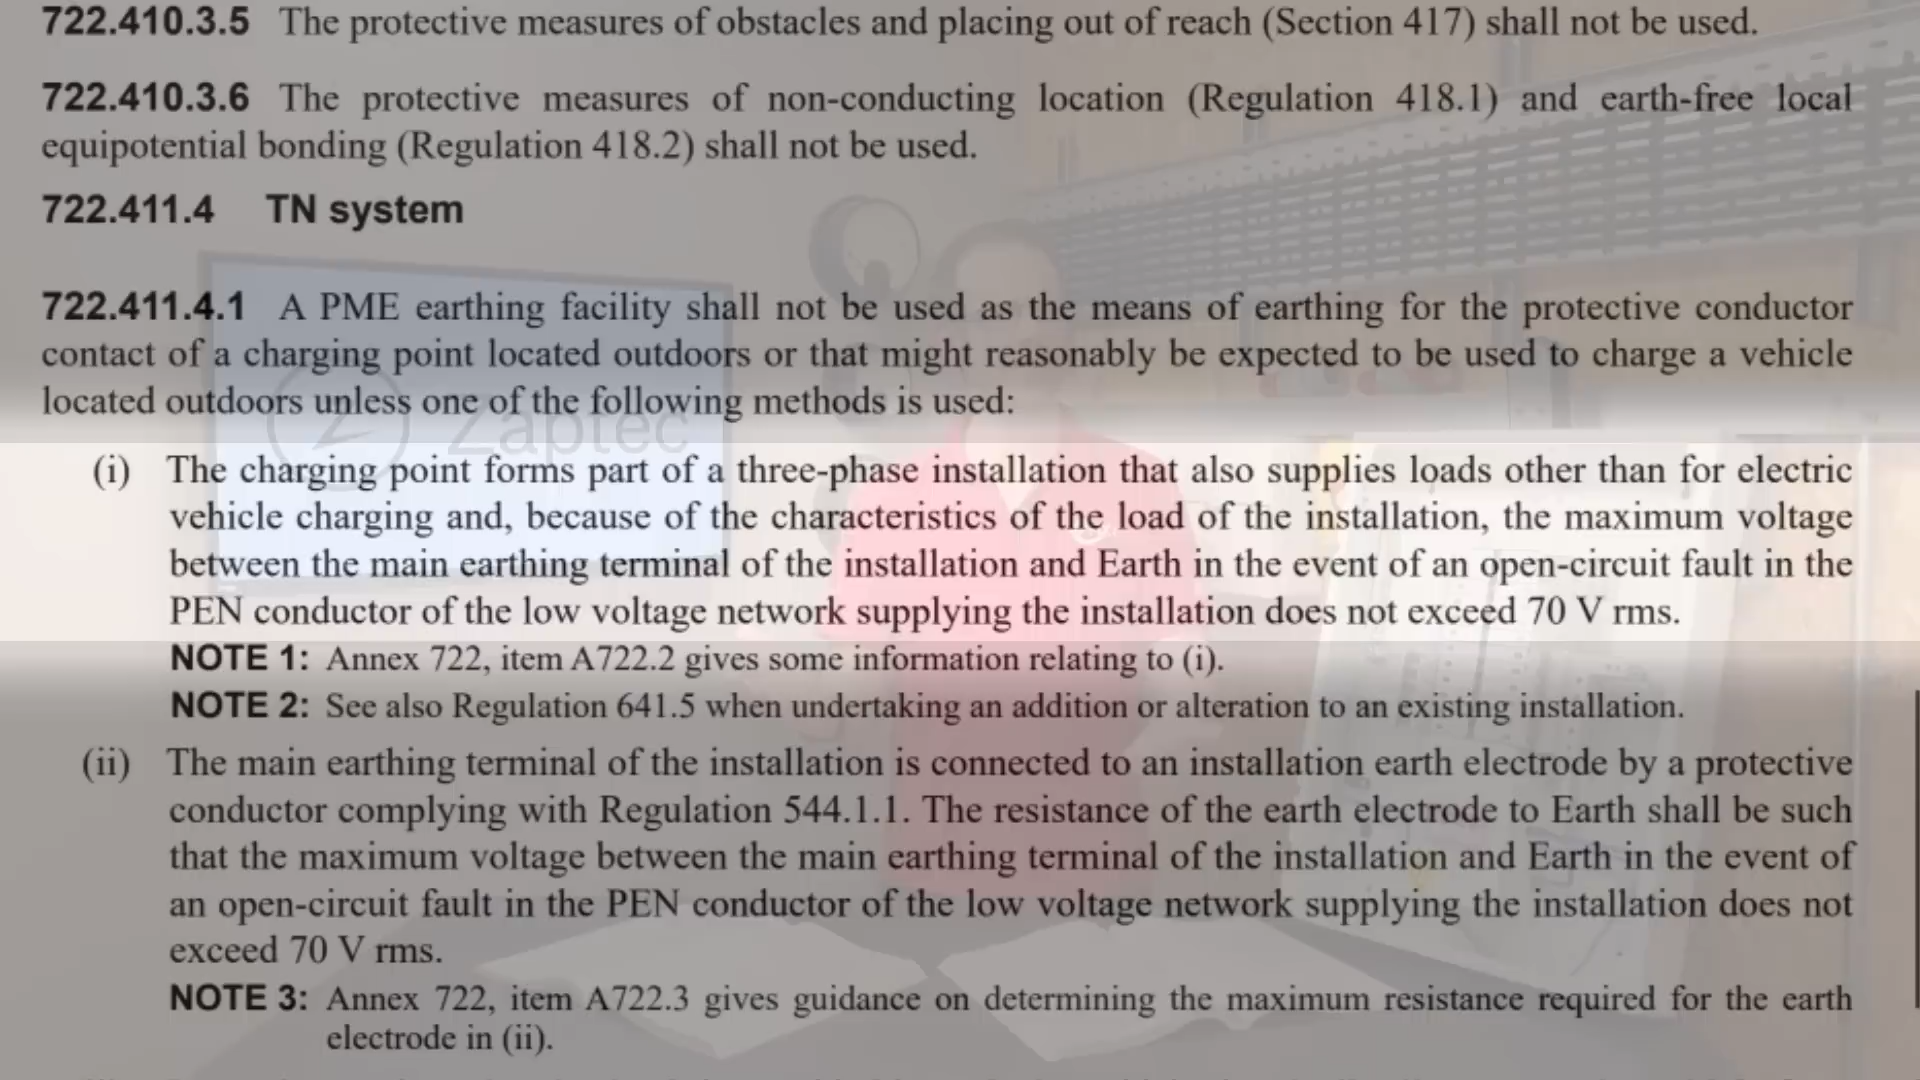 722.410.3.5 The protective measures of obstacles and placing out of reach (Section 417) shall not be used.
722.410.3.6 The protective measures of non-conducting location (Regulation 418.1) and earth-free local
equipotential bonding (Regulation 418.2) shall not be used.
722.411.4 TN system
722.411.4.1 A PME earthing facility shall not be used as the means of earthing for the protective conductor
contact of a charging point located outdoors or that might reasonably be expected to be used to charge a vehicle
located outdoors unless one of the following methods is used:
Zaptec
(i) The charging point forms part of a three-phase installation that also supplies loads other than for electric
vehicle charging and, because of the characteristics of the load of the installation, the maximum voltage
between the main earthing terminal of the installation and Earth in the event of an open-circuit fault in the
PEN conductor of the low voltage network supplying the installation does not exceed 70 V rms.
NOTE 1: Annex 722, item A722.2 gives some information relating to (i).
NOTE 2: See also Regulation 641.5 when undertaking an addition or alteration to an existing installation.
(ii) The main earthing terminal of the installation is connected to an installation earth electrode by a protective
conductor complying with Regulation 544.1.1. The resistance of the earth electrode to Earth shall be such
that the maximum voltage between the main earthing terminal of the installation and Earth in the event of
an open-circuit fault in the PEN conductor of the low voltage network supplying the installation does not
exceed 70 V rms.
NOTE 3: Annex 722, item A722.3 gives guidance on determining the maximum resistance required for the earth
electrode in (ii).